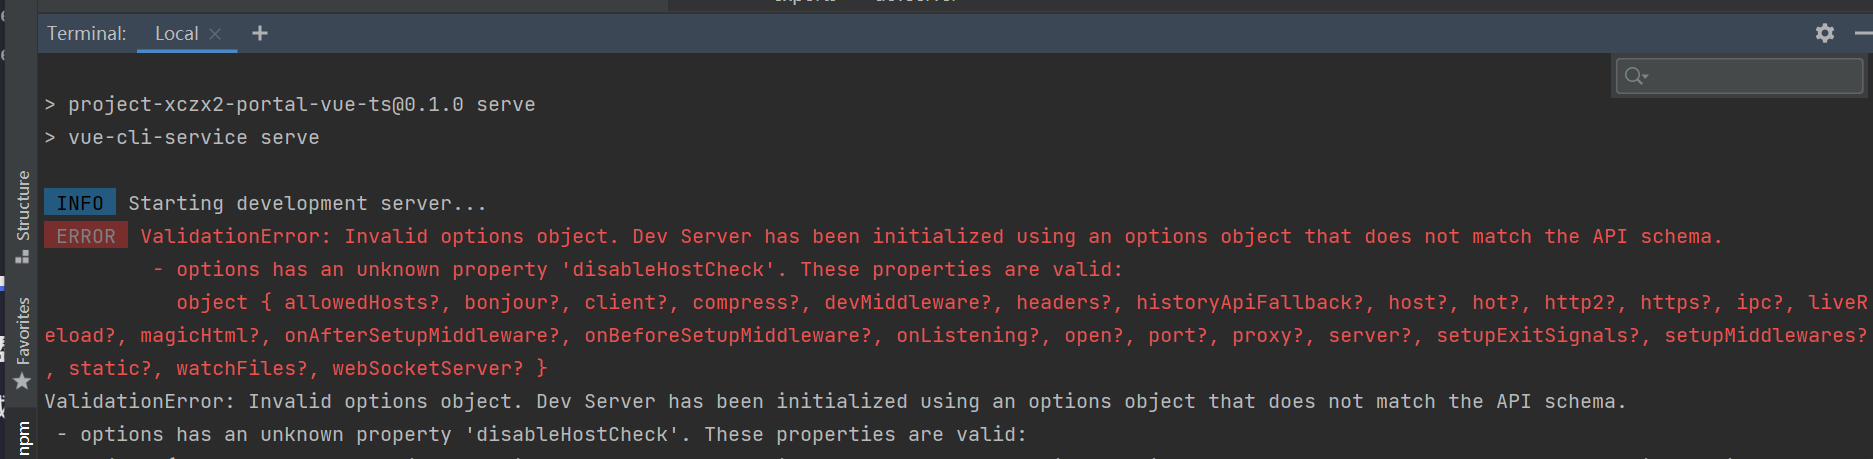 Terminal: Local
> project-xczx2-portal-vue-ts@0.1.0 serve
> vue-cli-service serve
INFO Starting development server...
ERROR ValidationError: Invalid options object. Dev Server has been initialized using an options object that does not match the API schema.
- options has an unknown property 'disableHostCheck'. These properties are valid:
object { allowedHosts?, bonjour?, client?, compress?, devMiddleware?, headers?, historyApiFallback?, host?, hot?, http2?, https?, ipc?, liveR
eload?, magicHtml?, onAfterSetupMiddleware?, onBeforeSetupMiddleware?, onListening?, open?, port?, proxy?, server?, setupExitSignals?, setupMiddlewares?
, static?, watchFiles?, webSocketServer? }
ValidationError: Invalid options object. Dev Server has been initialized using an options object that does not match the API schema.
- options has an unknown property 'disableHostCheck'. These properties are valid:
Structure
Favorites
npm